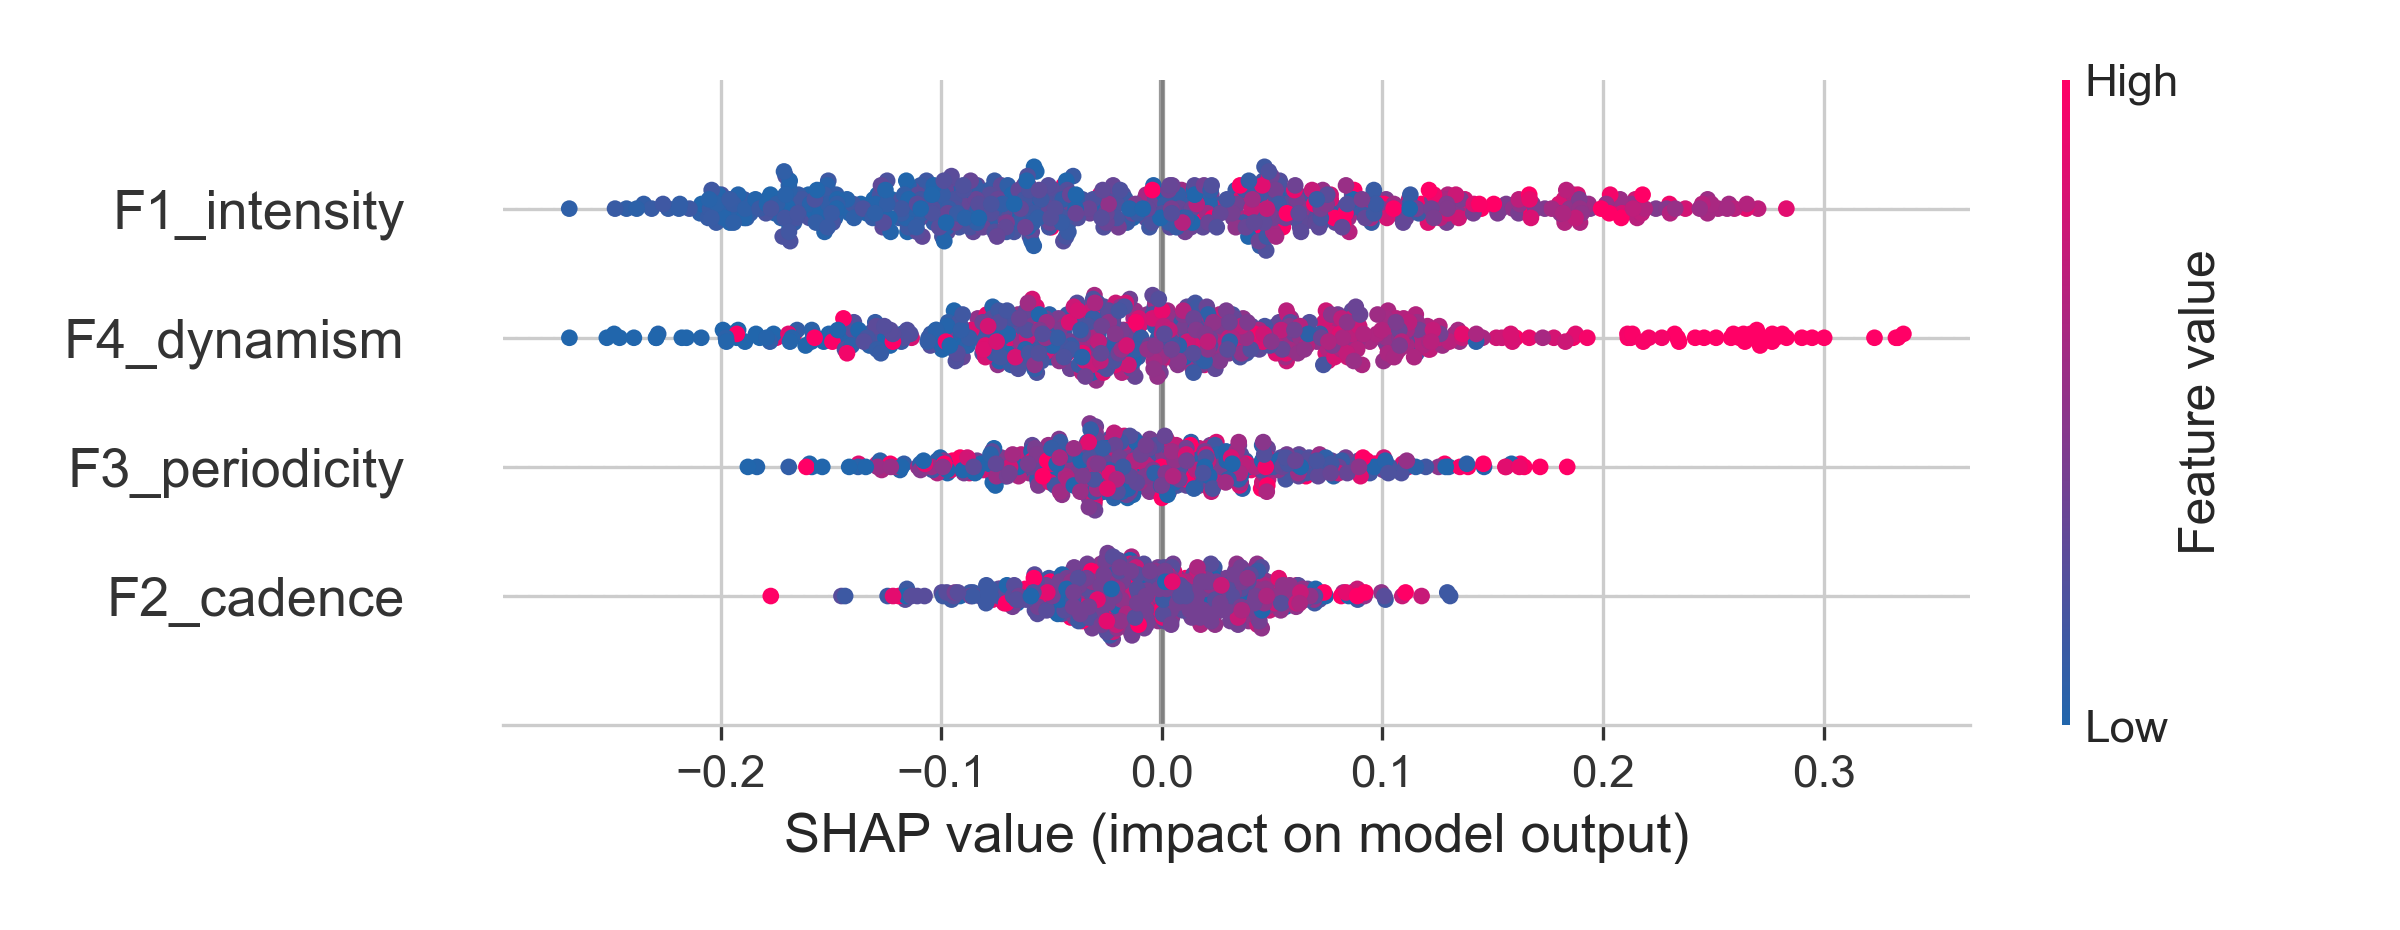 High
F1_intensity
F4_dynamism
F3_periodicity
F2_cadence
Feature value
Low
−0.2 −0.1 0.0 0.1 0.2 0.3
SHAP value (impact on model output)